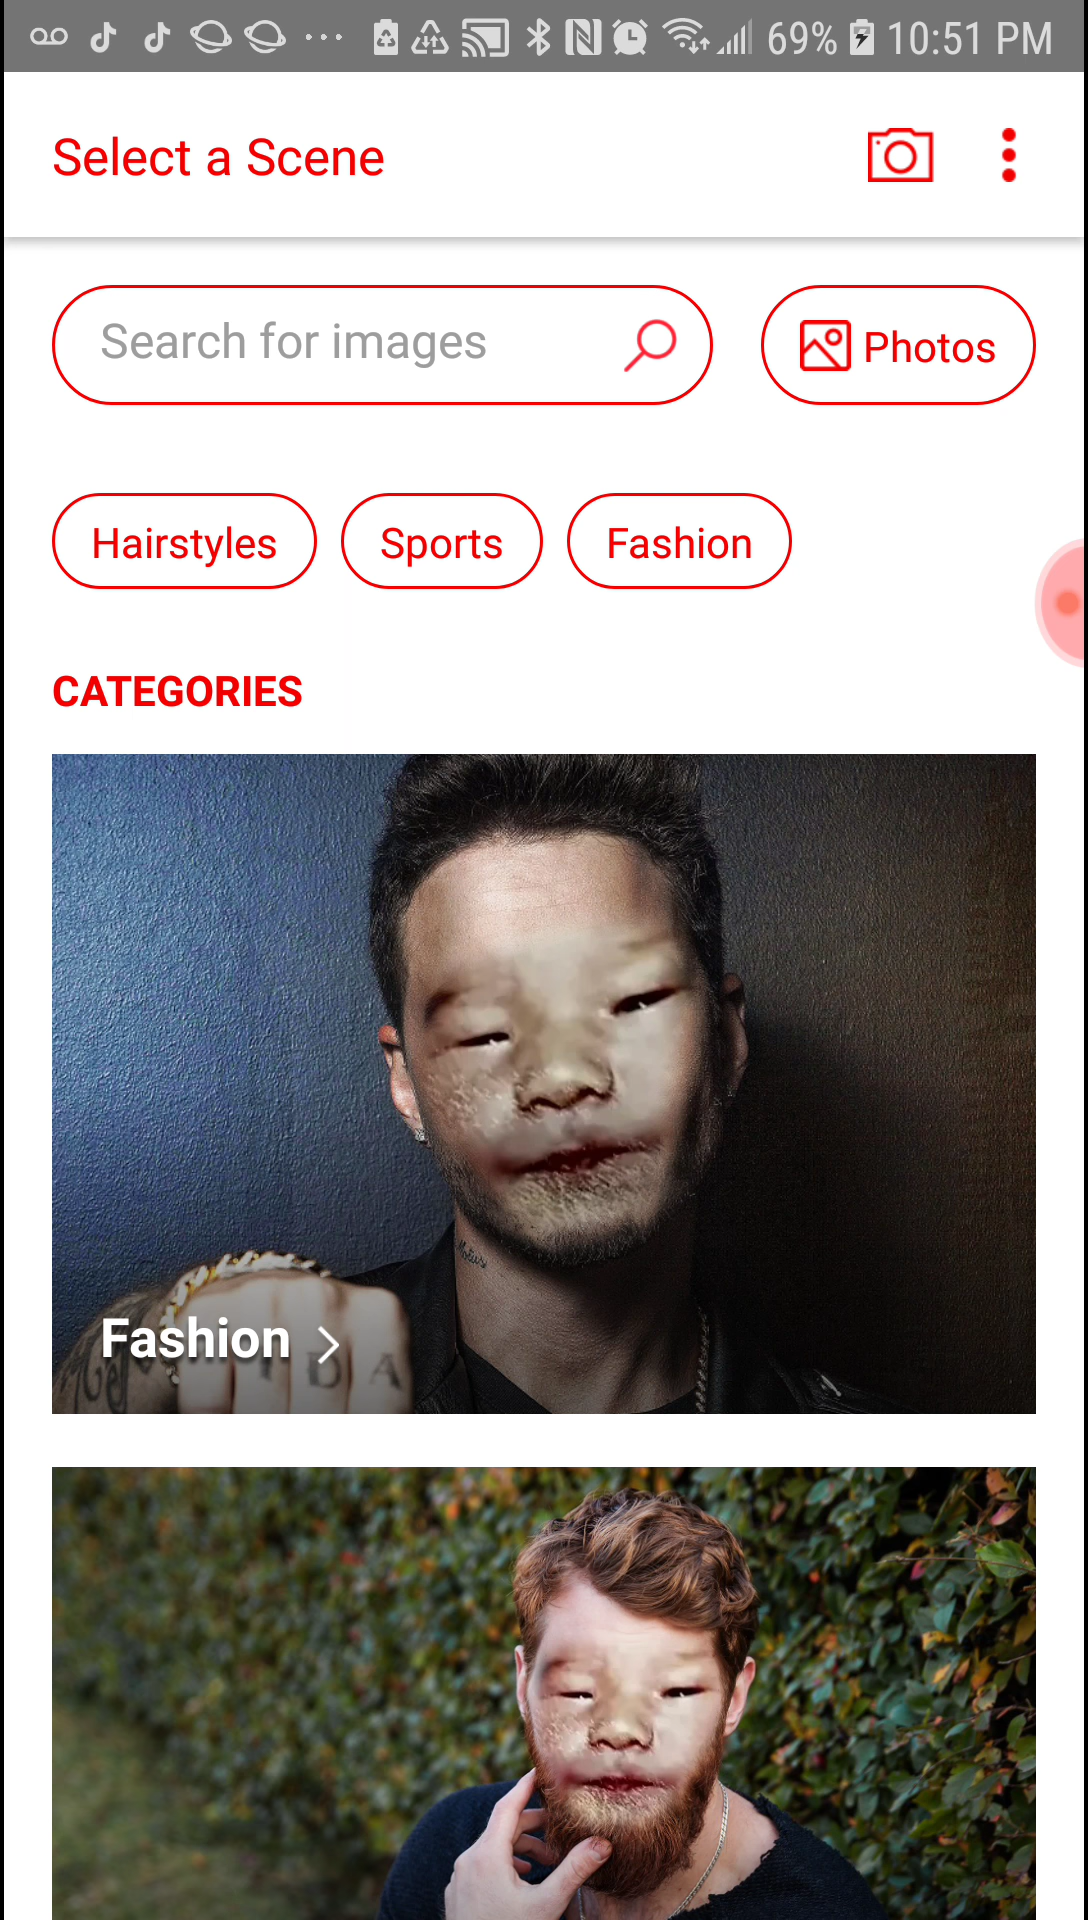 69% 10:51 PM
Select a Scene
Search for images
Photos
Hairstyles Sports Fashion
CATEGORIES
Fashion
D A